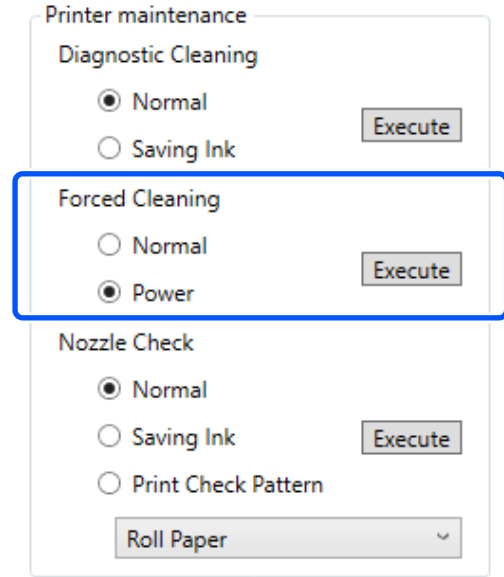 Printer maintenance
Diagnostic Cleaning
Normal
Execute
Saving Ink
Forced Cleaning
Normal
Execute
Power
Nozzle Check
Normal
Saving Ink
Execute
Print Check Pattern
Roll Paper